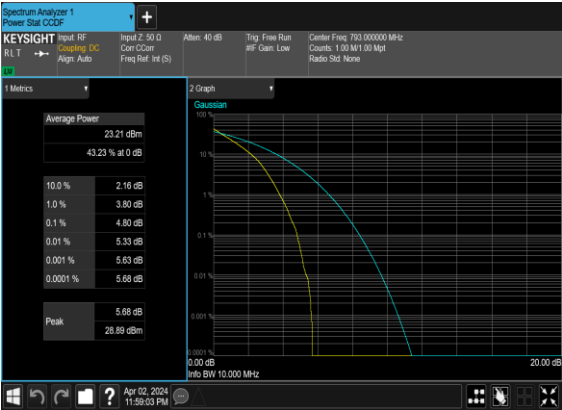 Spectrum Analyzer 1
Power Stat CCDF
+
KEYSIGHT
RLT
LXI
Input: RF
Coupling: DC
Align: Auto
Input Z: 50 Ω
Corr CCorr
Freq Ref: Int (S)
Atten: 40 dB
Trig: Free Run
#IF Gain: Low
Center Freq: 793.000000 MHz
Counts: 1.00 M/1.00 Mpt
Radio Std: None
1 Metrics
Average Power
23.21 dBm
43.23 % at 0 dB
10.0 % 2.16 dB
1.0 % 3.80 dB
0.1 % 4.80 dB
0.01 % 5.33 dB
0.001 % 5.63 dB
0.0001 % 5.68 dB
Peak
5.68 dB
28.89 dBm
2 Graph
Gaussian
100 %
10 %
1 %
0.1 %
0.01 %
0.001 %
0.0001 %
0.00 dB
20.00 dB
Info BW 10.000 MHz
?
Apr 02, 2024
11:59:03 PM